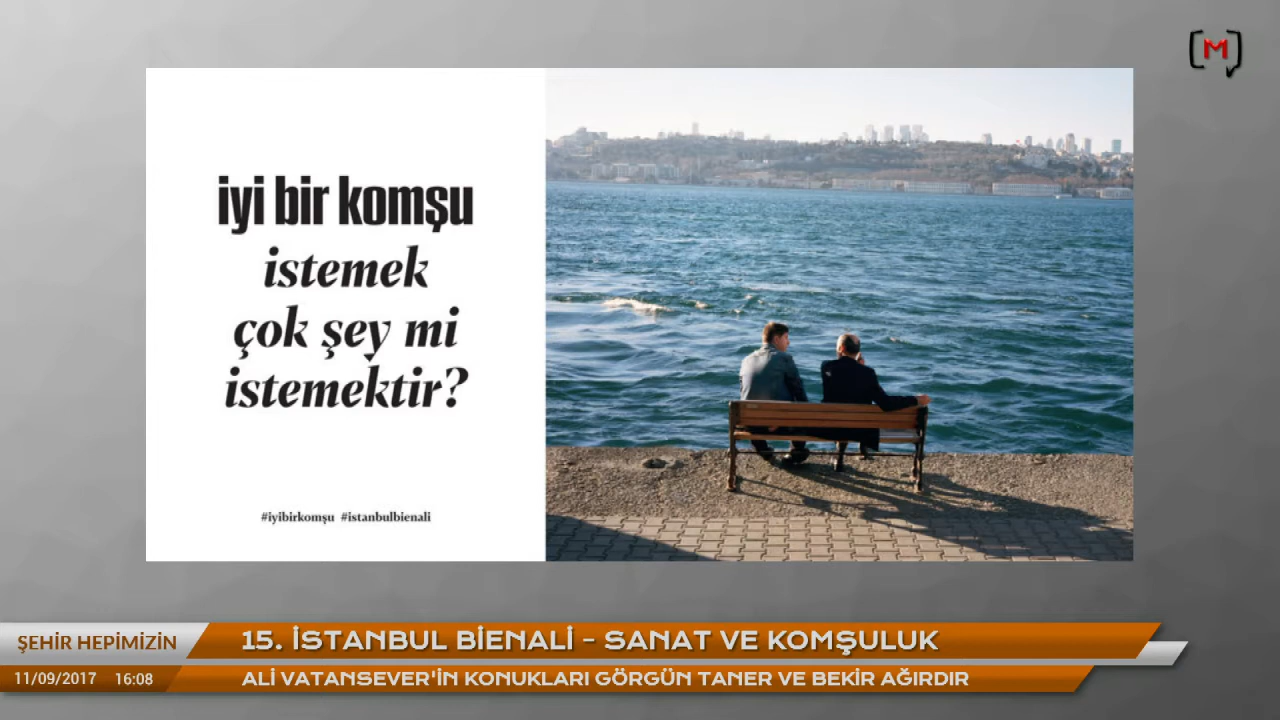 M
iyi bir komşu
istemek
çok şey mi
istemektir?
#iyibirkomşu #istanbulbienali
ŞEHİR HEPİMİZİN
15. İSTANBUL BİENALİ - SANAT VE KOMŞULUK
11/09/2017 16:08
ALİ VATANSEVER'İN KONUKLARI GÖRGÜN TANER VE BEKİR AĞIRDIR